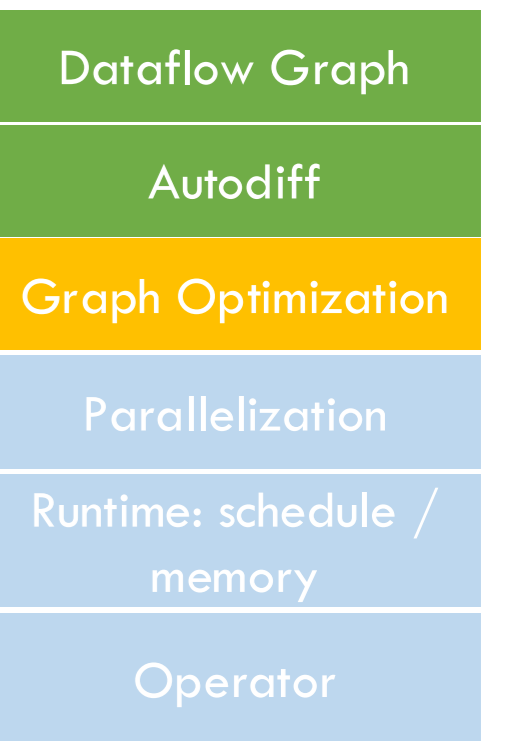 Dataflow Graph
Autodiff
Graph Optimization
Parallelization
Runtime: schedule /
memory
Operator